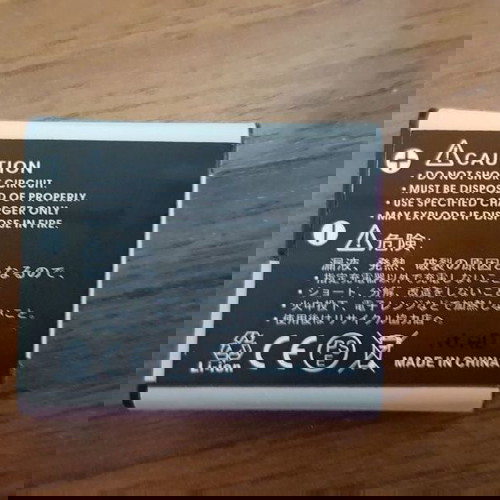 CAUTION
DO NOT SHORT CIRCUIT.
• MUST BE DISPOSED OF PROPERLY.
• USE SPECIFIED CHARGER ONLY
• MAY EXPLODE IF DISPOSE IN FIRE.
危険
漏液、発熱、破裂の原因になるので、
• 指定充電器以外で充電しないこと。
• ショート、分解、改造をしないこと。
• 火中投下、電子レンジなどで加熱しないこと。
• 使用後はリサイクル協力店へ
Li-ion CE PSE MADE IN CHINA